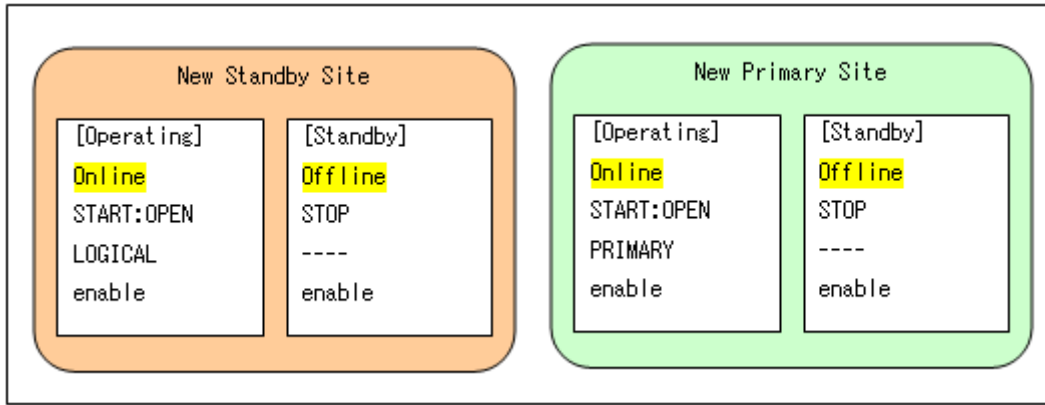 New Standby Site
[Operating]
Online
START:OPEN
LOGICAL
enable
[Standby]
Offline
STOP
----
enable
New Primary Site
[Operating]
Online
START:OPEN
PRIMARY
enable
[Standby]
Offline
STOP
----
enable